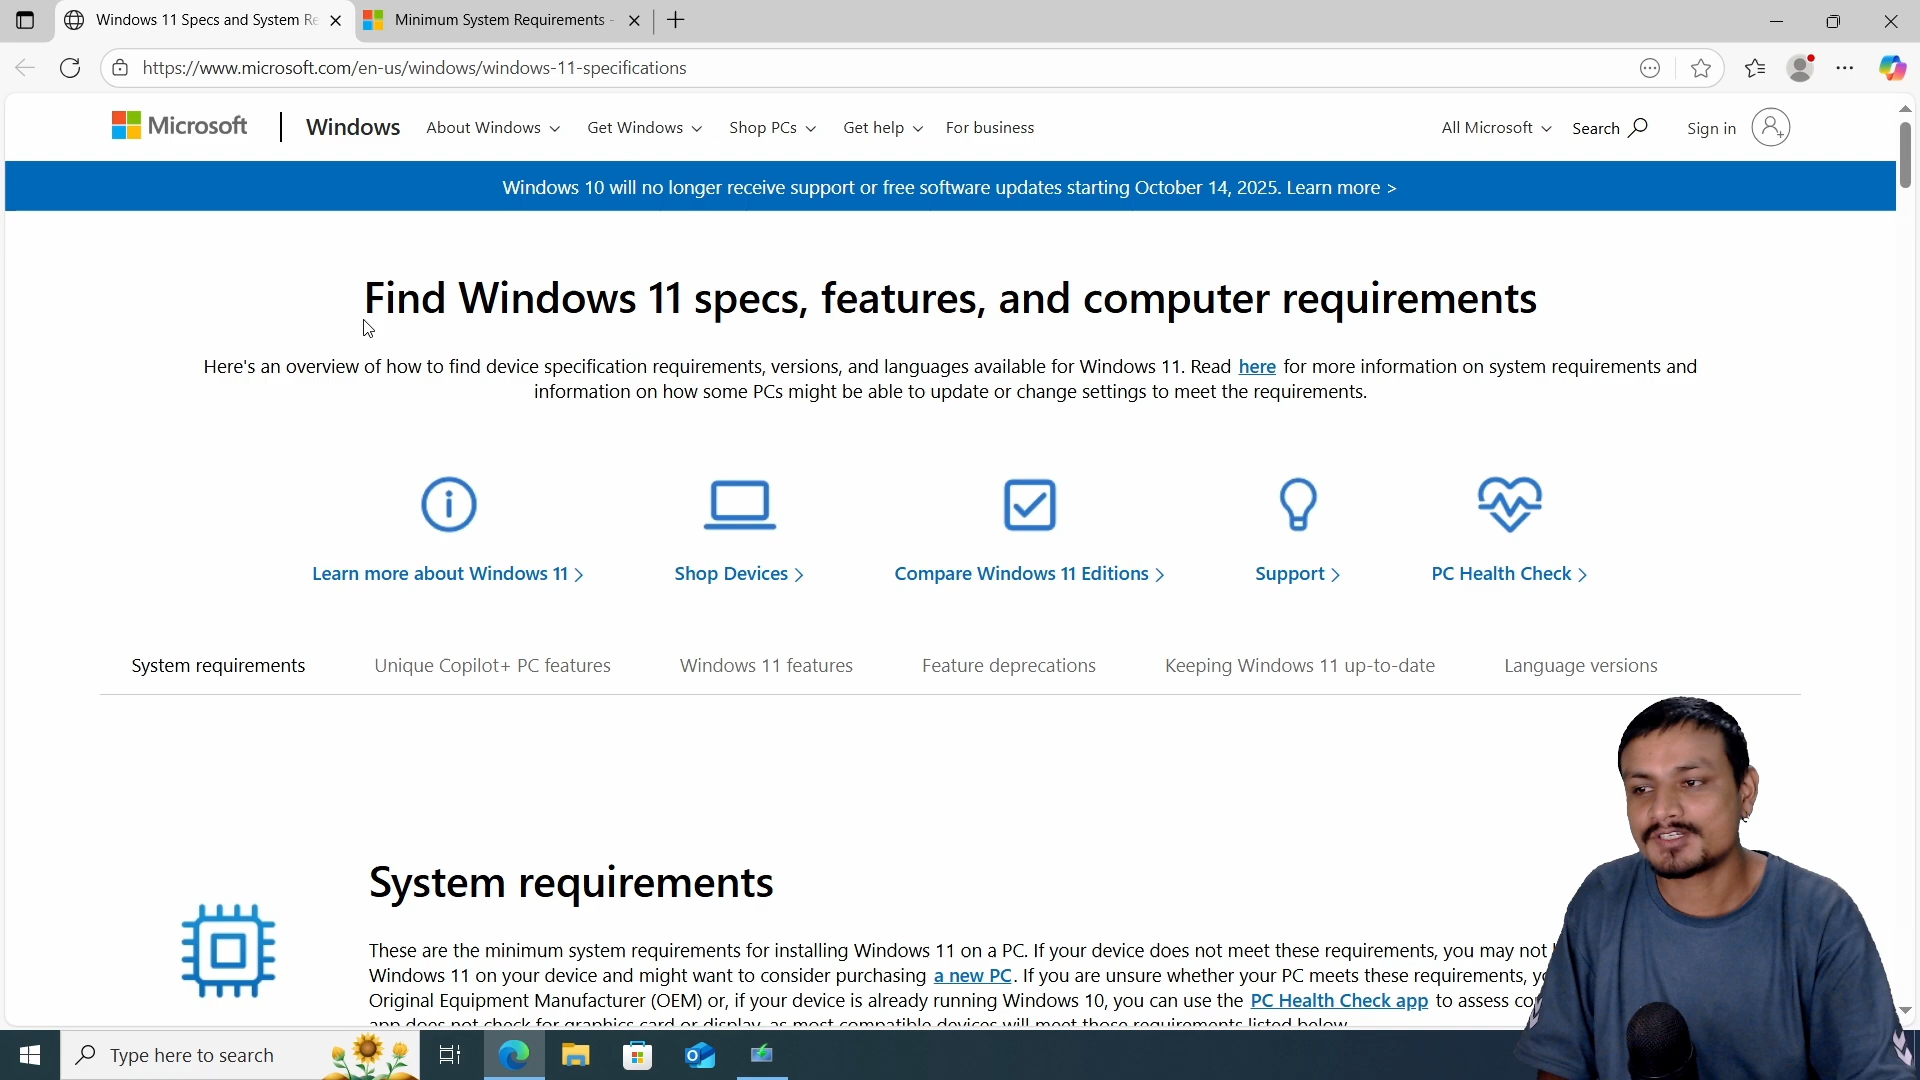 Windows 11 Specs and System Re
Minimum System Requirements -
https://www.microsoft.com/en-us/windows/windows-11-specifications
Microsoft
Windows
About Windows
Get Windows
Shop PCs
Get help
For business
All Microsoft
Search
Sign in
Windows 10 will no longer receive support or free software updates starting October 14, 2025. Learn more >
Find Windows 11 specs, features, and computer requirements
Here's an overview of how to find device specification requirements, versions, and languages available for Windows 11. Read here for more information on system requirements and
information on how some PCs might be able to update or change settings to meet the requirements.
Learn more about Windows 11 >
Shop Devices >
Compare Windows 11 Editions >
Support >
PC Health Check >
System requirements
Unique Copilot+ PC features
Windows 11 features
Feature deprecations
Keeping Windows 11 up-to-date
Language versions
System requirements
These are the minimum system requirements for installing Windows 11 on a PC. If your device does not meet these requirements, you may not
Windows 11 on your device and might want to consider purchasing a new PC. If you are unsure whether your PC meets these requirements,
Original Equipment Manufacturer (OEM) or, if your device is already running Windows 10, you can use the PC Health Check app to assess
app does not check for graphics card or display, as most compatible devices will meet those requirements listed below.
Type here to search